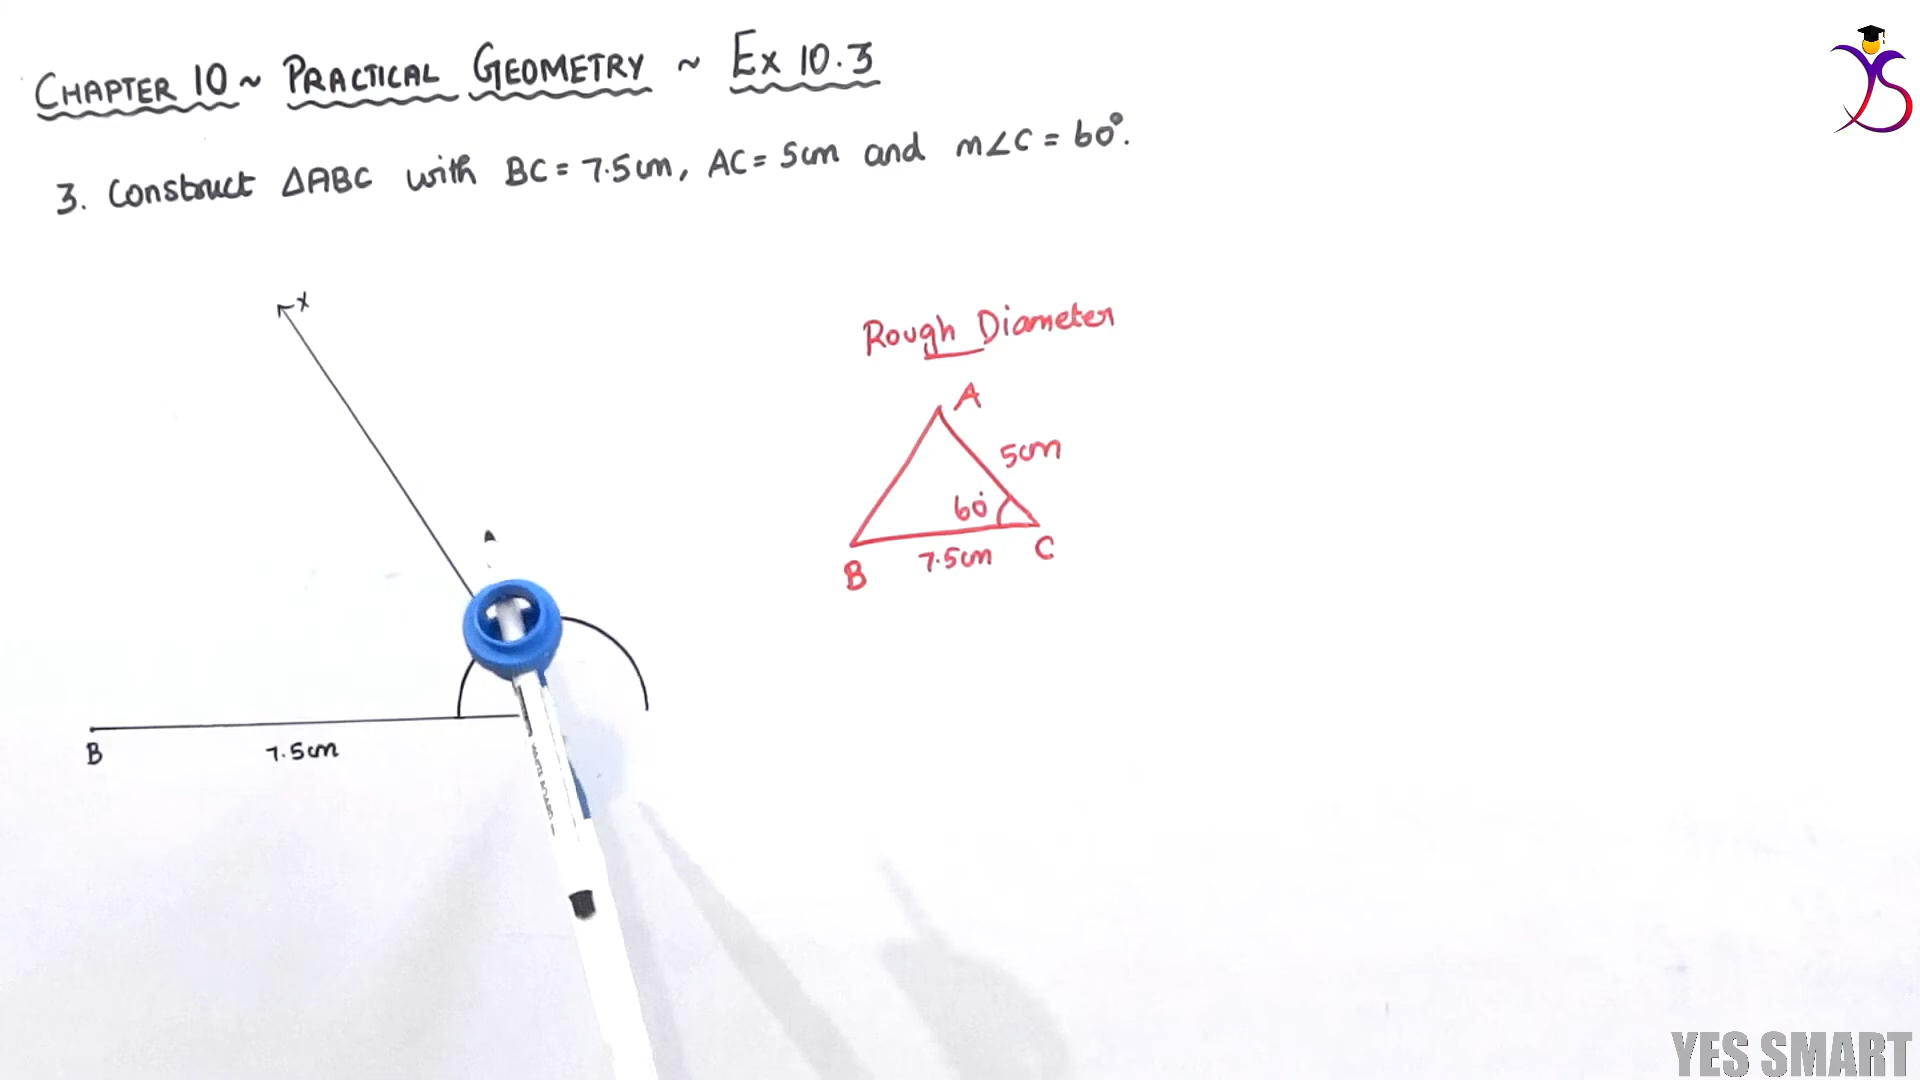 CHAPTER 10 ~ PRACTICAL GEOMETRY ~ Ex 10.3
3. Construct △ABC with BC = 7.5cm, AC = 5cm and m∠C = 60°.
X
Rough Diameter
A
5cm
60°
7.5cm
B
C
B
7.5cm
YES SMART